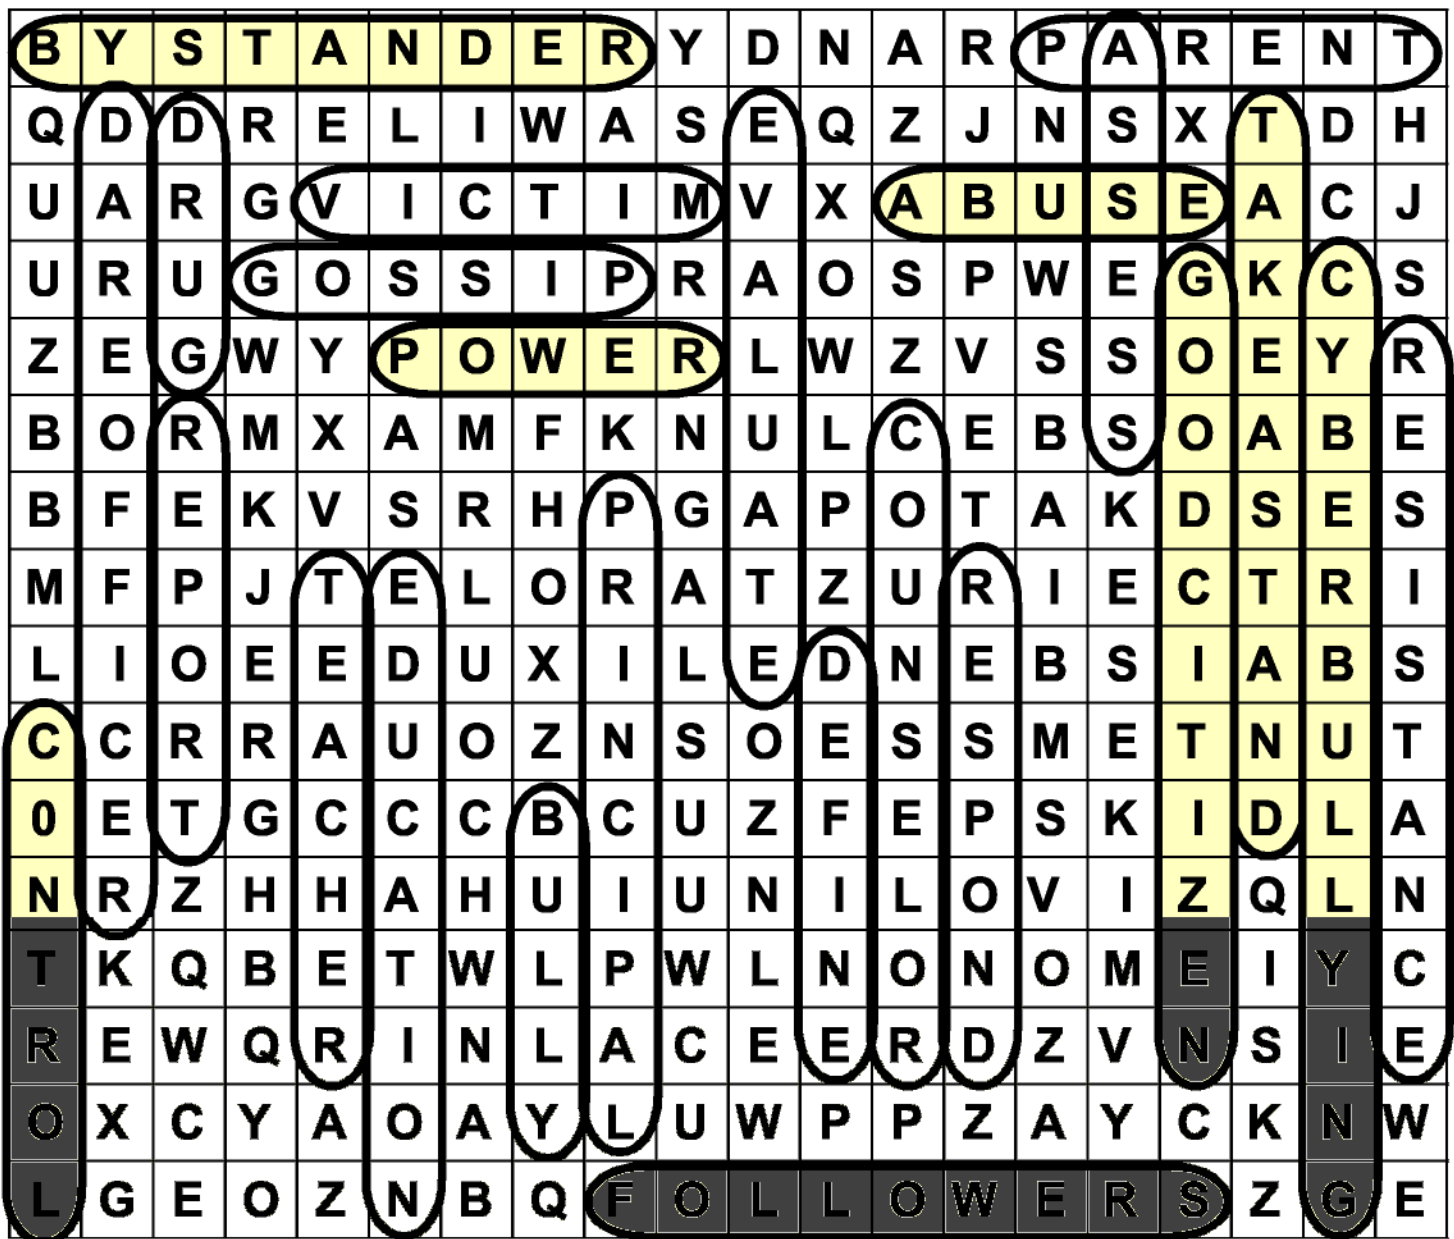 B Y S T A N D E R Y D N A R P A R E N T
Q D D R E L I W A S E Q Z J N S X T D H
U A R G V I C T I M V X A B U S E A C J
U R U G O S S I P R A O S P W E G K C S
Z E G W Y P O W E R L W Z V S S O E Y R
B O R M X A M F K N U L C E B S O A B E
B F E K V S R H P G A P O T A K D S E S
M F P J T E L O R A T Z U R I E C T R I
L I O E E D U X I L E D N E B S I A B S
C C R R A U O Z N S O E S S M E T N U T
0 E T G C C C B C U Z F E P S K I D L A
N R Z H H A H U I U N I L O V I Z Q L N
T K Q B E T W L P W L N O N O M E I Y C
R E W Q R I N L A C E E R D Z V N S I E
O X C Y A O A Y L U W P P Z A Y C K N W
L G E O Z N B Q F O L L O W E R S Z G E